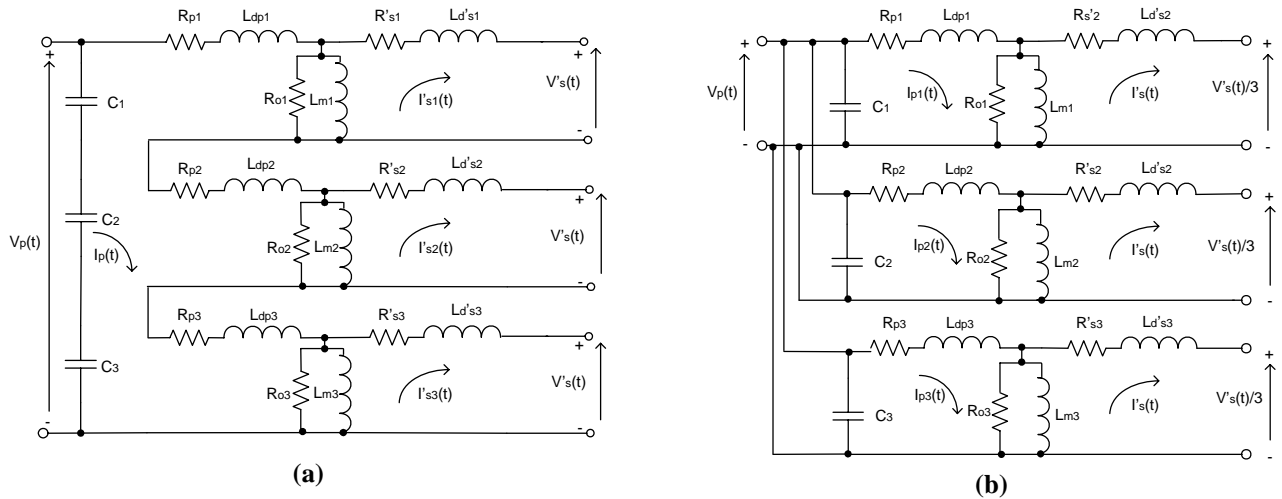 Rp1 Ldp1 R's1 Ld's1
+ +
C1 Ro1 Lm1 I's1(t) V's(t)
-
Rp2 Ldp2 R's2 Ld's2
+
C2 Ro2 Lm2 I's2(t) V's(t)
Vp(t) Ip(t)
-
Rp3 Ldp3 R's3 Ld's3
+
C3 Ro3 Lm3 I's3(t) V's(t)
- -
(a)
Rp1 Ldp1 Rs'2 Ld's2
+ +
Vp(t) C1 Ip1(t) Ro1 Lm1 I's(t) V's(t)/3
- -
Rp2 Ldp2 R's2 Ld's2
+
C2 Ip2(t) Ro2 Lm2 I's(t) V's(t)/3
-
Rp3 Ldp3 R's3 Ld's3
+
C3 Ip3(t) Ro3 Lm3 I's(t) V's(t)/3
-
(b)